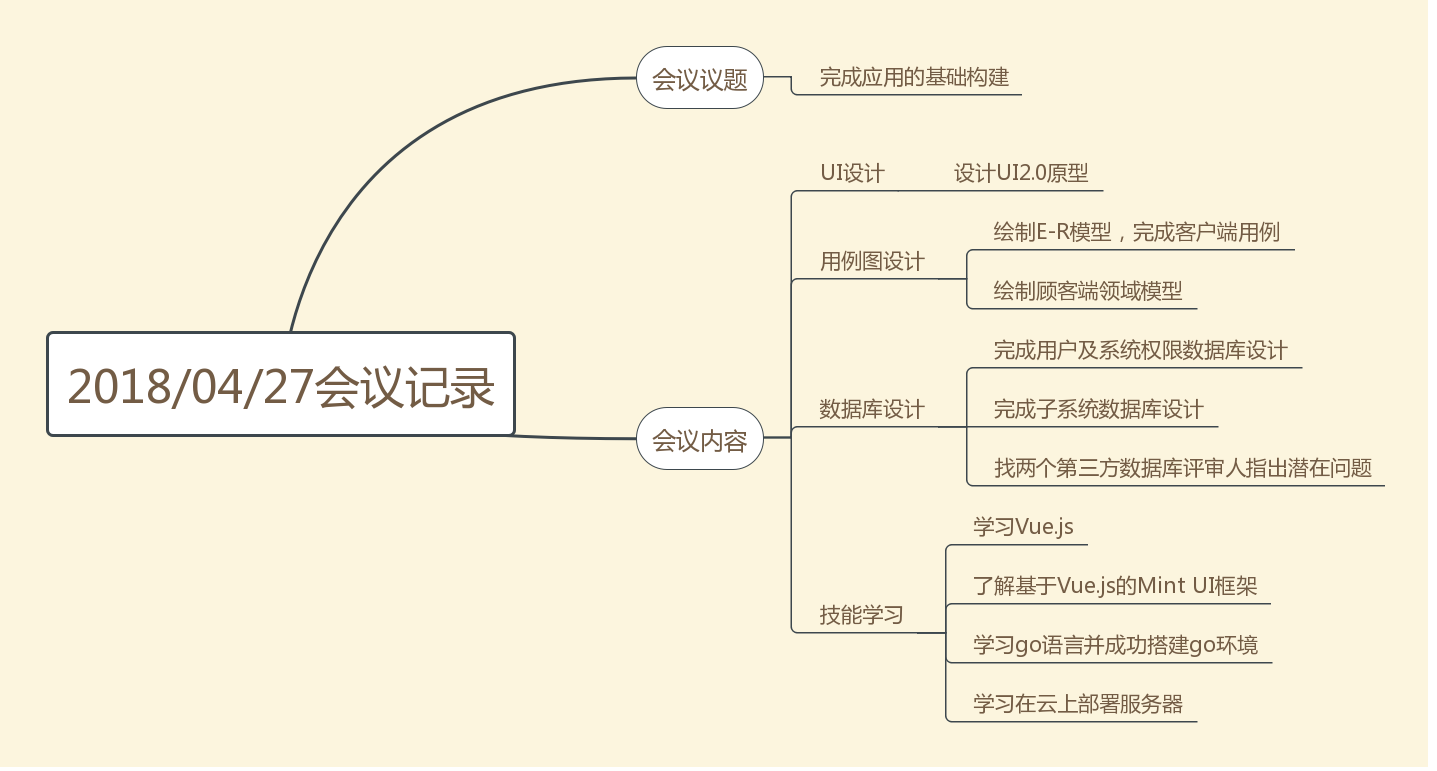 2018/04/27会议记录
会议议题
完成应用的基础构建
会议内容
UI设计
设计UI2.0原型
用例图设计
绘制E-R模型，完成客户端用例
绘制顾客端领域模型
数据库设计
完成用户及系统权限数据库设计
完成子系统数据库设计
找两个第三方数据库评审人指出潜在问题
技能学习
学习Vue.js
了解基于Vue.js的Mint UI框架
学习go语言并成功搭建go环境
学习在云上部署服务器